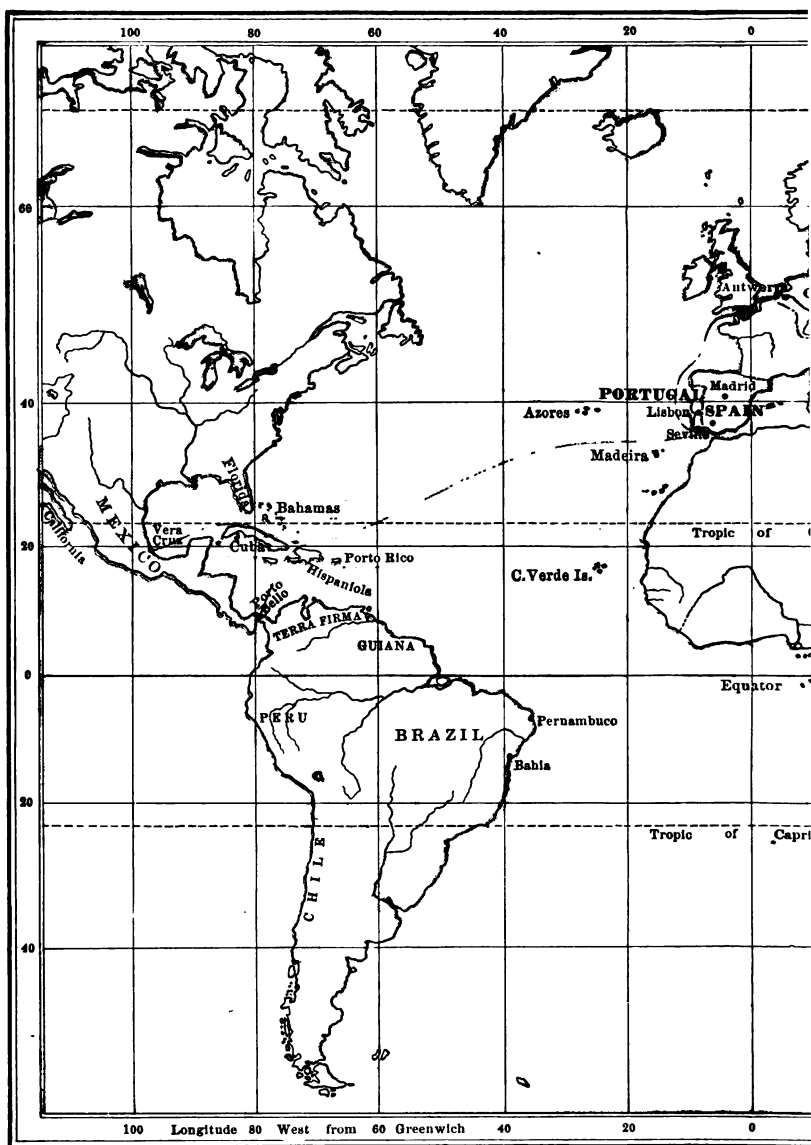 100 80 60 40 20 0
60
Antwerp
PORTUGAL Madrid
40 Azores Lisbon SPAIN
Sevilla
Madeira
Florida
Bahamas
MEXICO
California
Vera
Cruz
Tropic of
20 Cuba Porto Rico
Hispaniola
C. Verde Is.
Porto
Bello
TERRA FIRMA
GUIANA
0 Equator
PERU
BRAZIL
Pernambuco
Bahia
20
Tropic of Capri
CHILE
40
100 Longitude 80 West from 60 Greenwich 40 20 0